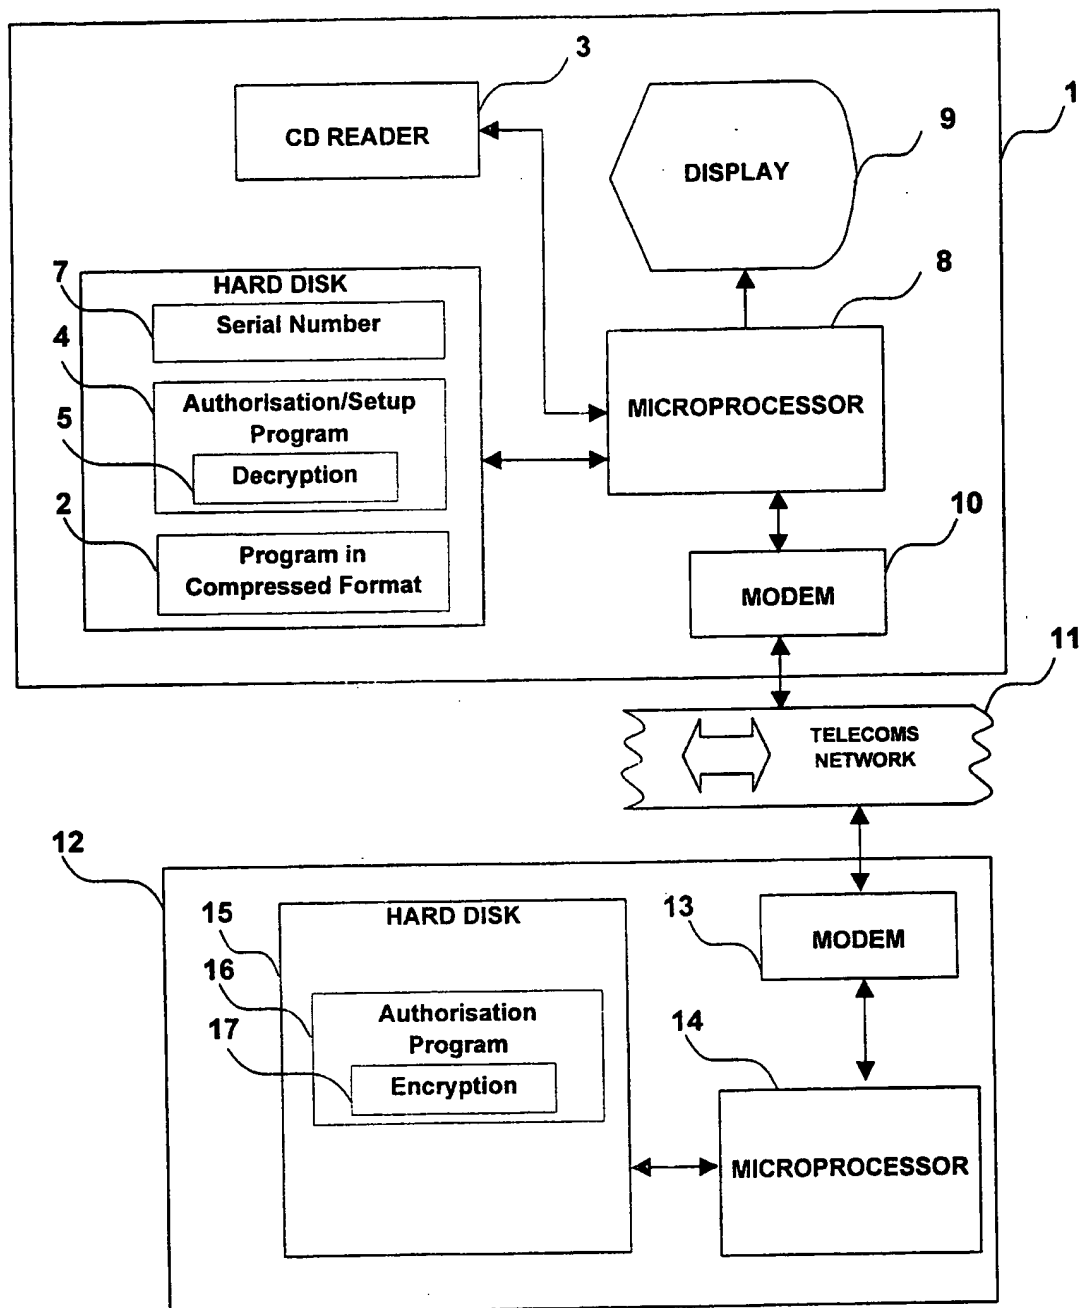 3
1
CD READER
9
DISPLAY
7
HARD DISK
8
Serial Number
4
Authorisation/Setup
Program
MICROPROCESSOR
5
Decryption
2
10
Program in
Compressed Format
MODEM
11
TELECOMS
NETWORK
12
15
HARD DISK
13
MODEM
16
Authorisation
Program
17
14
Encryption
MICROPROCESSOR